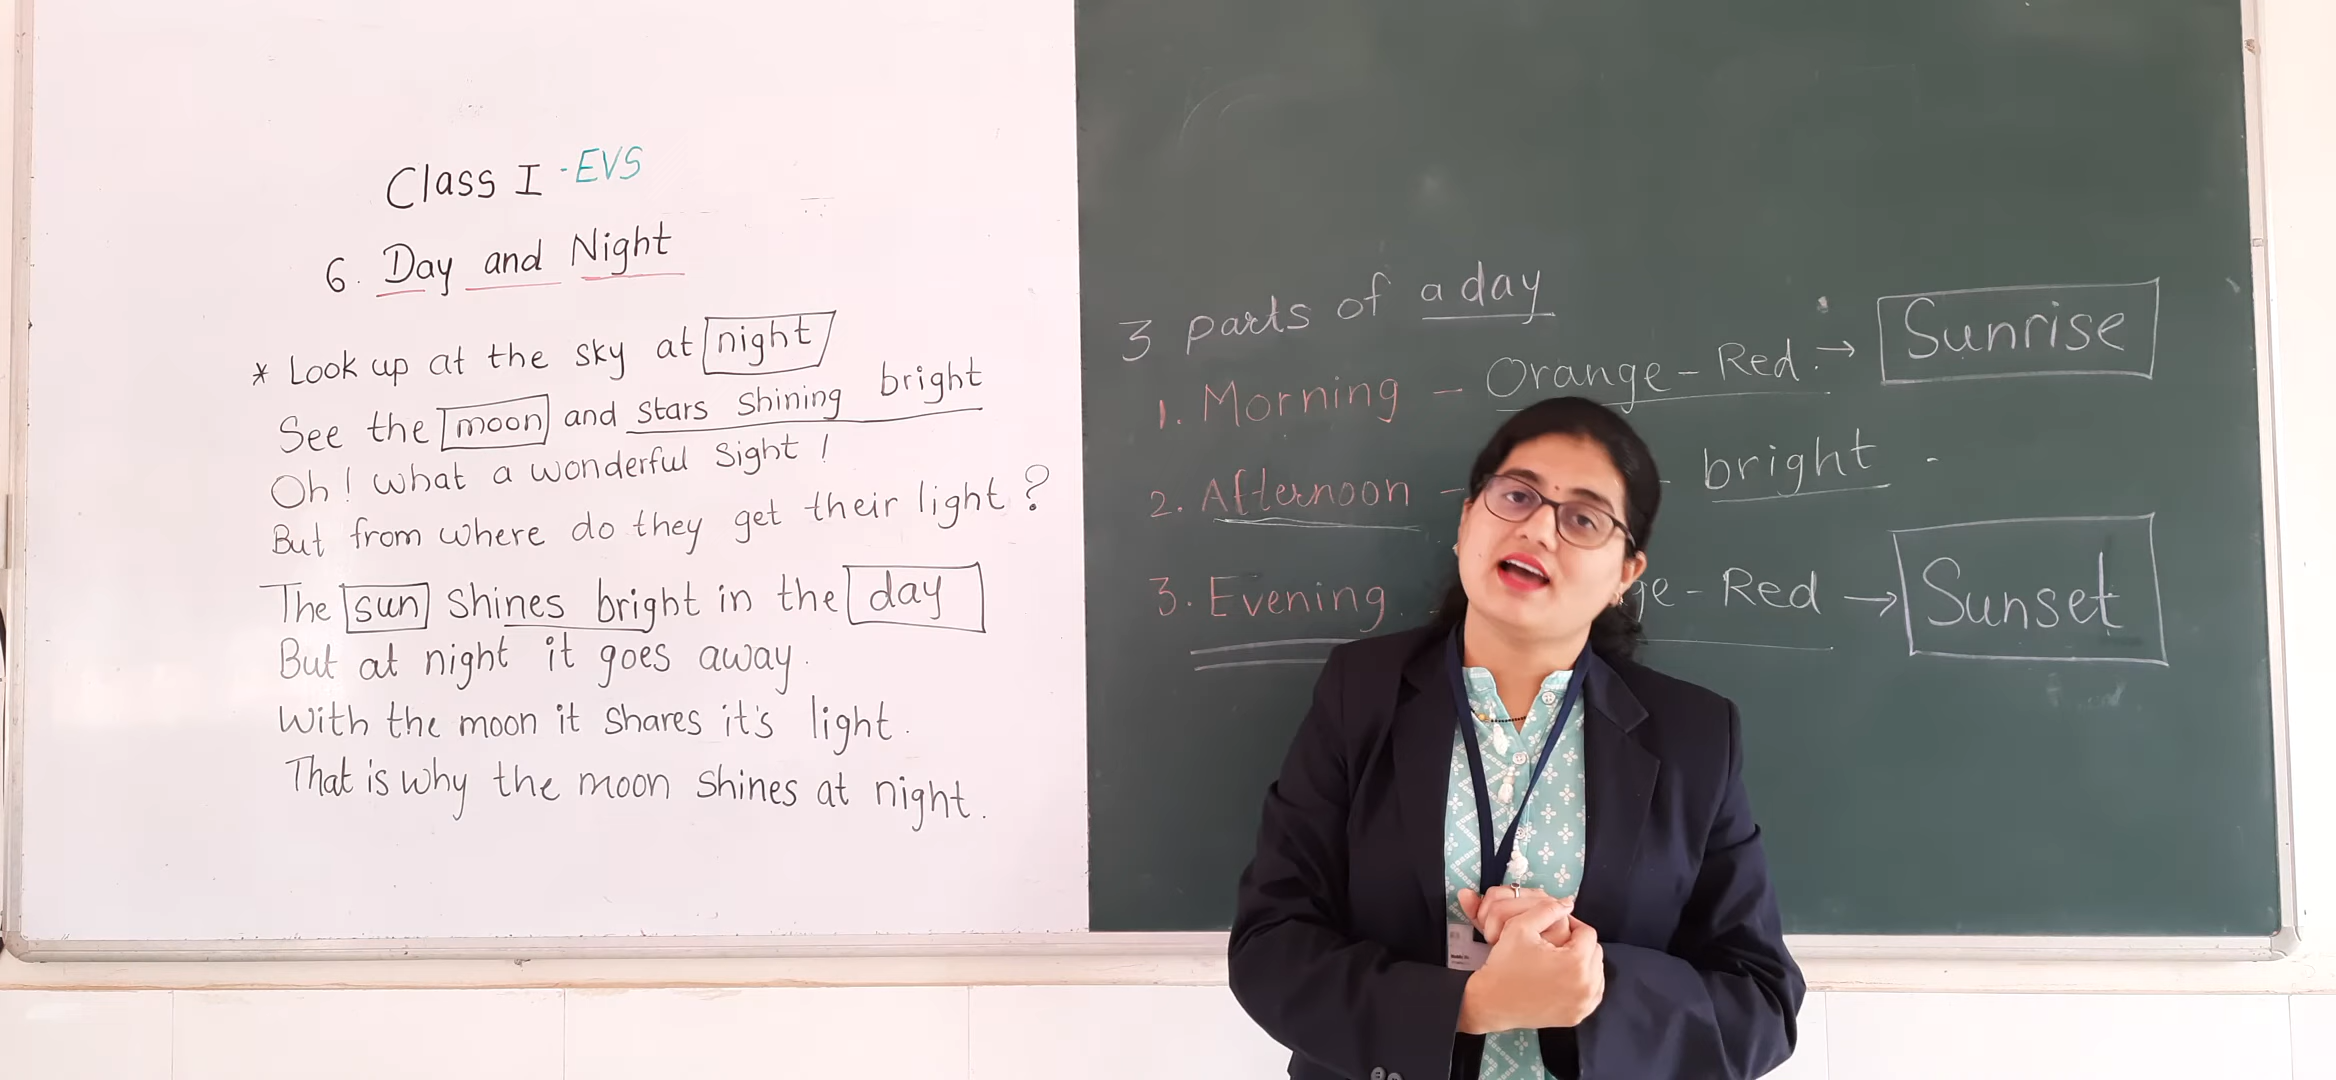 Class I - EVS
6. Day and Night
* Look up at the sky at night
See the moon and stars shining bright
Oh! what a wonderful sight!
But from where do they get their light?
The sun shines bright in the day
But at night it goes away.
With the moon it shares it's light.
That is why the moon shines at night.
3 parts of a day
1. Morning - Orange - Red. → Sunrise
2. Afternoon - - bright
3. Evening. - ge - Red → Sunset